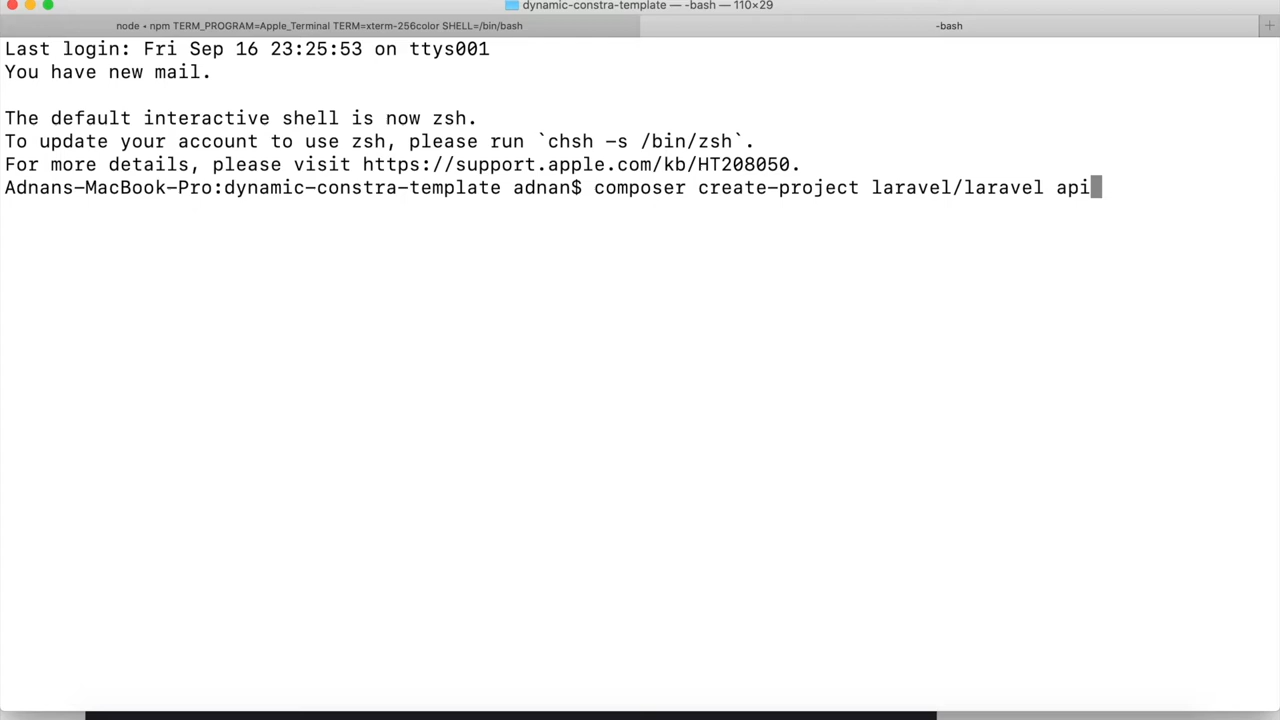 dynamic-constra-template — -bash — 110×29
node • npm TERM_PROGRAM=Apple_Terminal TERM=xterm-256color SHELL=/bin/bash
-bash
Last login: Fri Sep 16 23:25:53 on ttys001
You have new mail.
The default interactive shell is now zsh.
To update your account to use zsh, please run `chsh -s /bin/zsh`.
For more details, please visit https://support.apple.com/kb/HT208050.
Adnans-MacBook-Pro:dynamic-constra-template adnan$ composer create-project laravel/laravel api